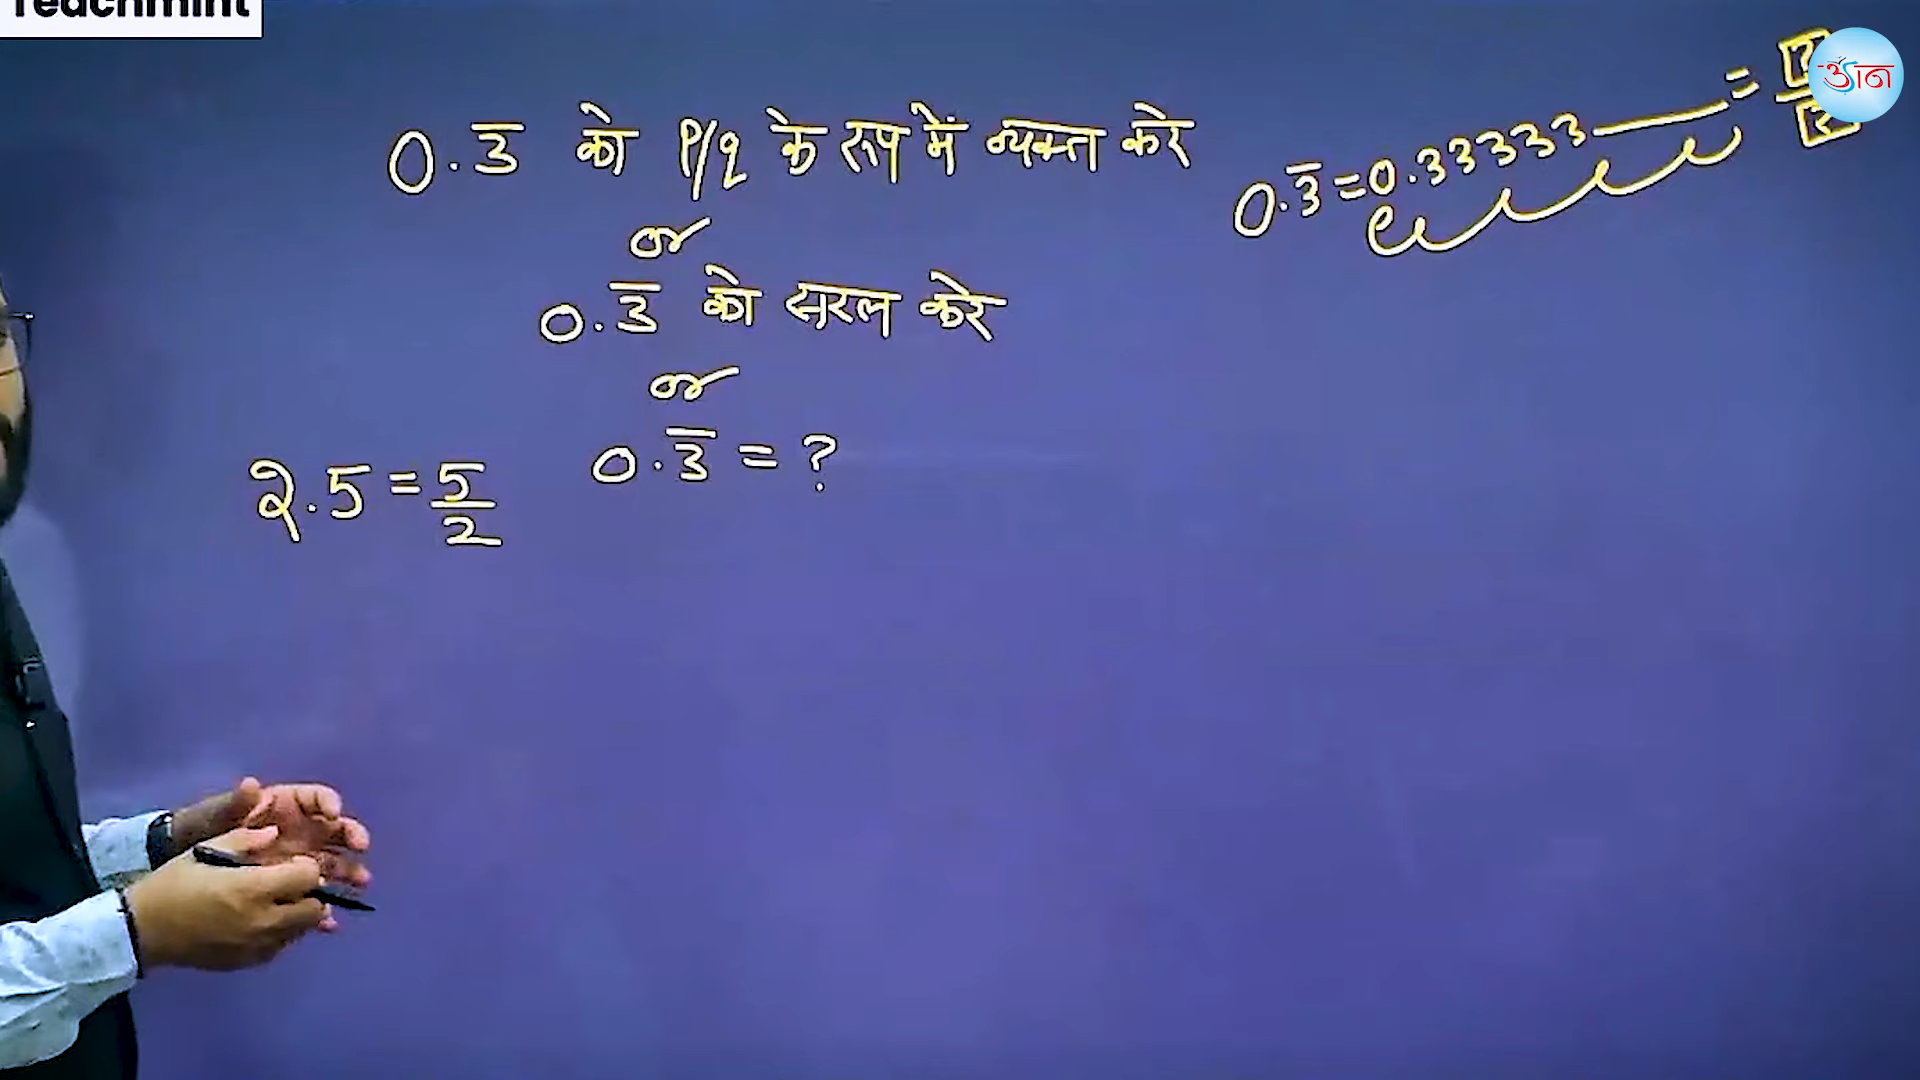 Teachmint
ज्ञान
0.3̅ को P/q के रूप में व्यक्त करे
or
0.3̅ को सरल करे
or
0.3̅ = ?
2.5 = 5/2
0.3̅ = 0.33333 =